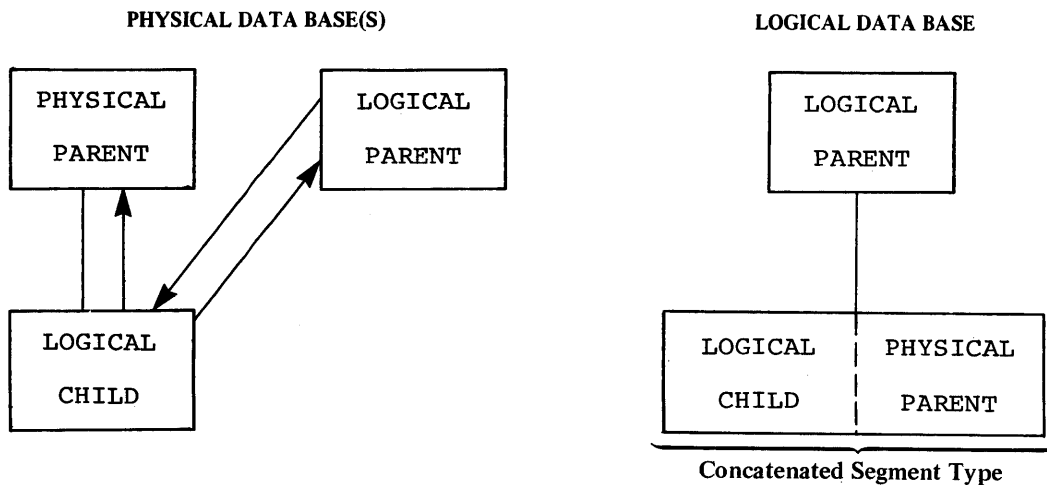 PHYSICAL DATA BASE(S)
PHYSICAL
PARENT
LOGICAL
PARENT
LOGICAL
CHILD
LOGICAL DATA BASE
LOGICAL
PARENT
LOGICAL
CHILD
PHYSICAL
PARENT
Concatenated Segment Type